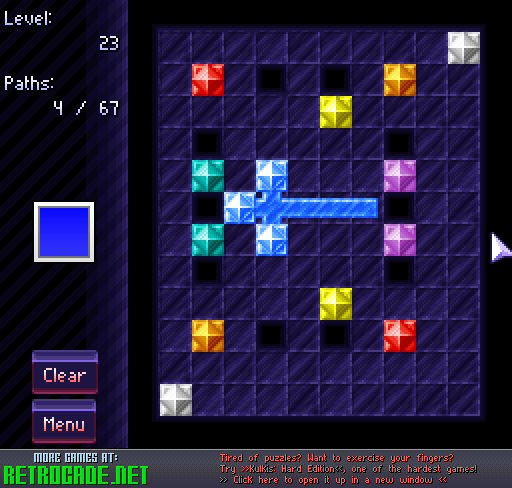 Level:
23
Paths:
4 / 67
Clear
Menu
MORE GAMES AT:
RETROCADE.NET
Tired of puzzles? Want to exercise your fingers?
Try >>Kulkis: Hard Edition<<, one of the hardest games!
>> Click here to open it up in a new window <<